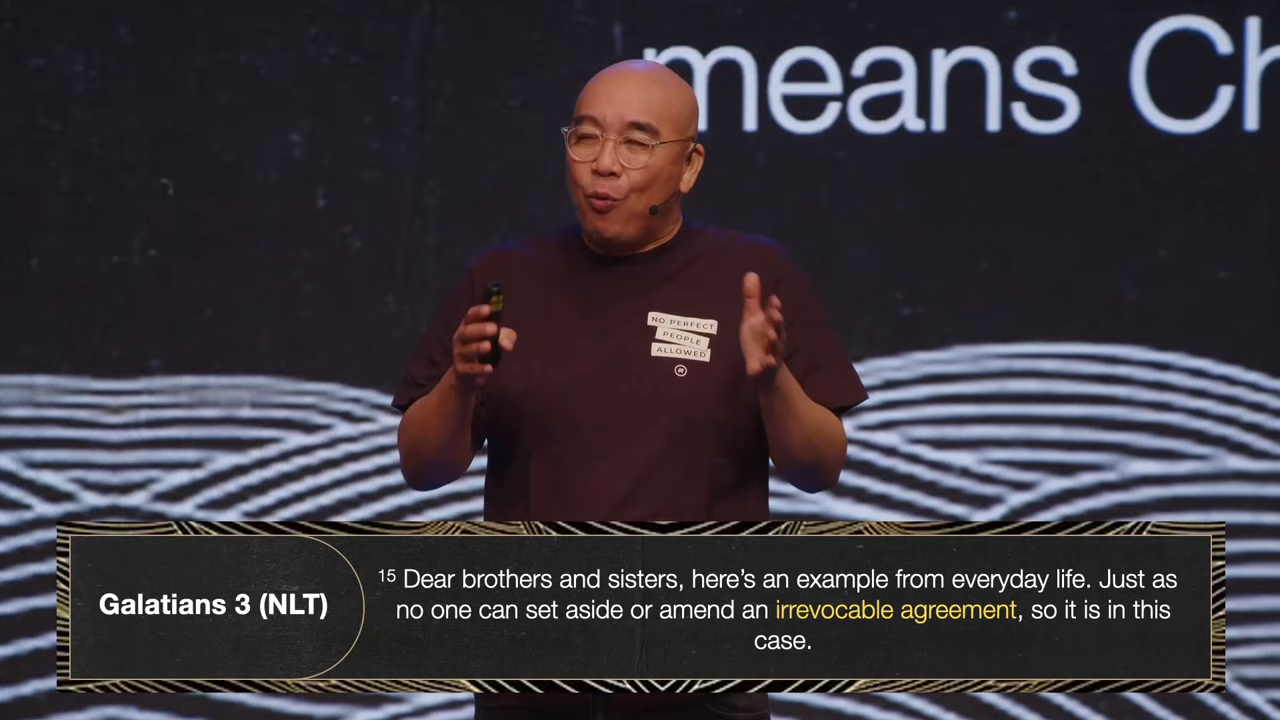 means Ch
NO PERFECT
PEOPLE
ALLOWED
Galatians 3 (NLT)
15 Dear brothers and sisters, here’s an example from everyday life. Just as
no one can set aside or amend an irrevocable agreement, so it is in this
case.